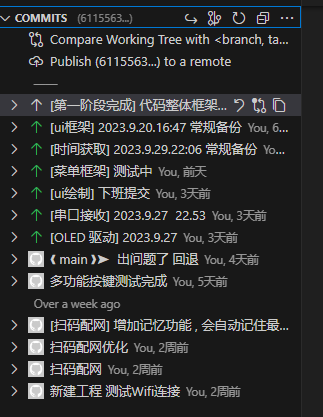 COMMITS (6115563...)
Compare Working Tree with <branch, ta...
Publish (6115563...) to a remote
[第一阶段完成] 代码整体框架...
[ui框架] 2023.9.20.16:47 常规备份 You, 6...
[时间获取] 2023.9.29.22:06 常规备份 Yo...
[菜单框架] 测试中 You, 前天
[ui绘制] 下班提交 You, 3天前
[串口接收] 2023.9.27 22.53 You, 3天前
[OLED 驱动] 2023.9.27 You, 3天前
❰ main ❱➤ 出问题了 回退 You, 4天前
多功能按键测试完成 You, 5天前
Over a week ago
[扫码配网] 增加记忆功能 , 会自动记住最...
扫码配网优化 You, 2周前
扫码配网 You, 2周前
新建工程 测试Wifi连接 You, 2周前